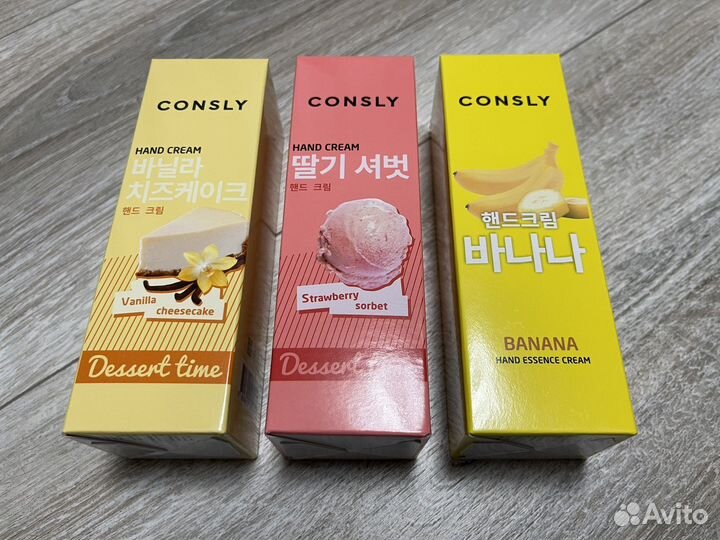 CONSLY
HAND CREAM
바닐라
치즈케이크
핸드 크림
Vanilla
cheesecake
Dessert time
CONSLY
HAND CREAM
딸기 셔벗
핸드 크림
Strawberry
sorbet
Dessert time
CONSLY
핸드크림
바나나
BANANA
HAND ESSENCE CREAM
Avito